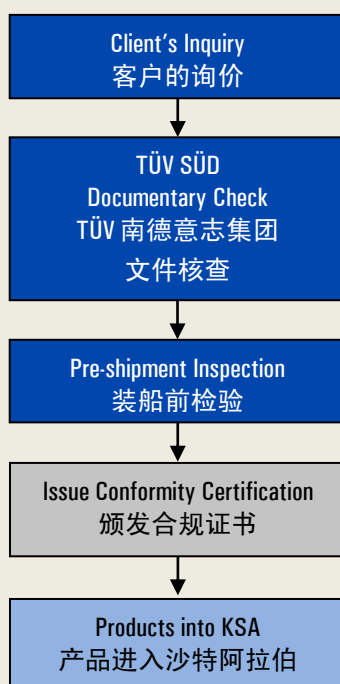 Client's Inquiry
客户的询价
TÜV SÜD
Documentary Check
TÜV 南德意志集团
文件核查
Pre-shipment Inspection
装船前检验
Issue Conformity Certification
颁发合规证书
Products into KSA
产品进入沙特阿拉伯